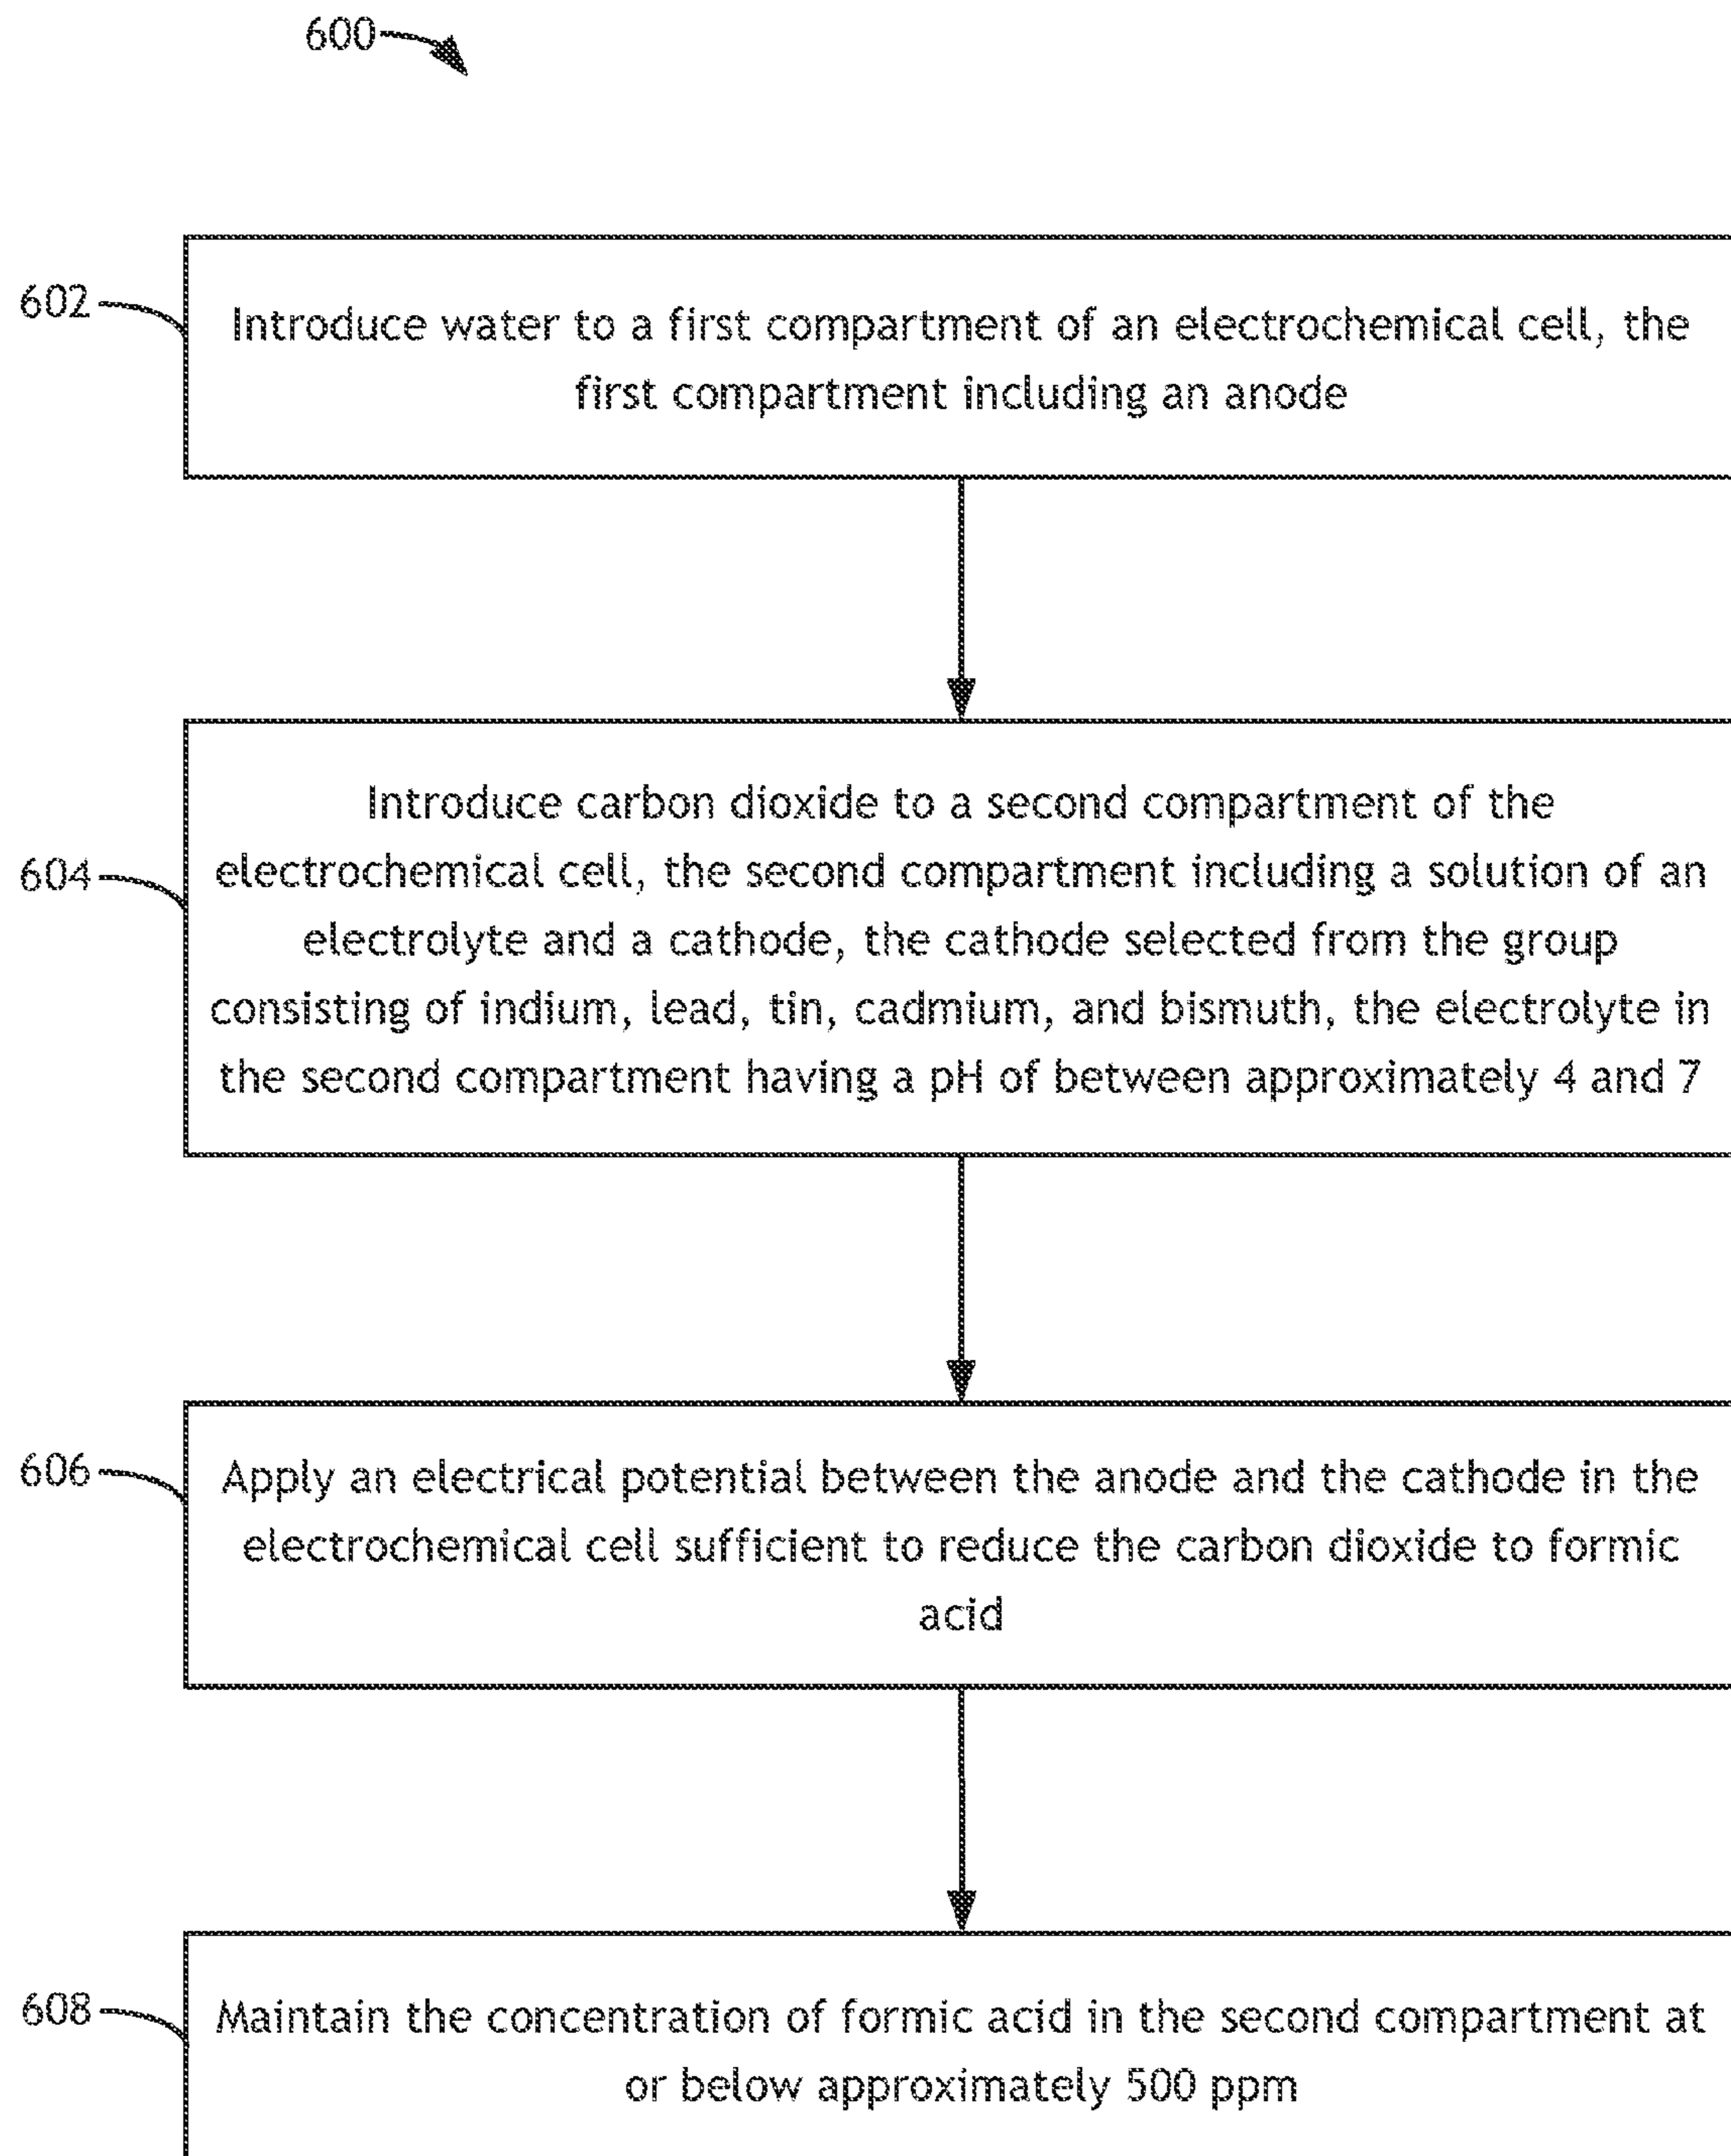 600
602
Introduce water to a first compartment of an electrochemical cell, the
first compartment including an anode
604
Introduce carbon dioxide to a second compartment of the
electrochemical cell, the second compartment including a solution of an
electrolyte and a cathode, the cathode selected from the group
consisting of indium, lead, tin, cadmium, and bismuth, the electrolyte in
the second compartment having a pH of between approximately 4 and 7
606
Apply an electrical potential between the anode and the cathode in the
electrochemical cell sufficient to reduce the carbon dioxide to formic
acid
608
Maintain the concentration of formic acid in the second compartment at
or below approximately 500 ppm